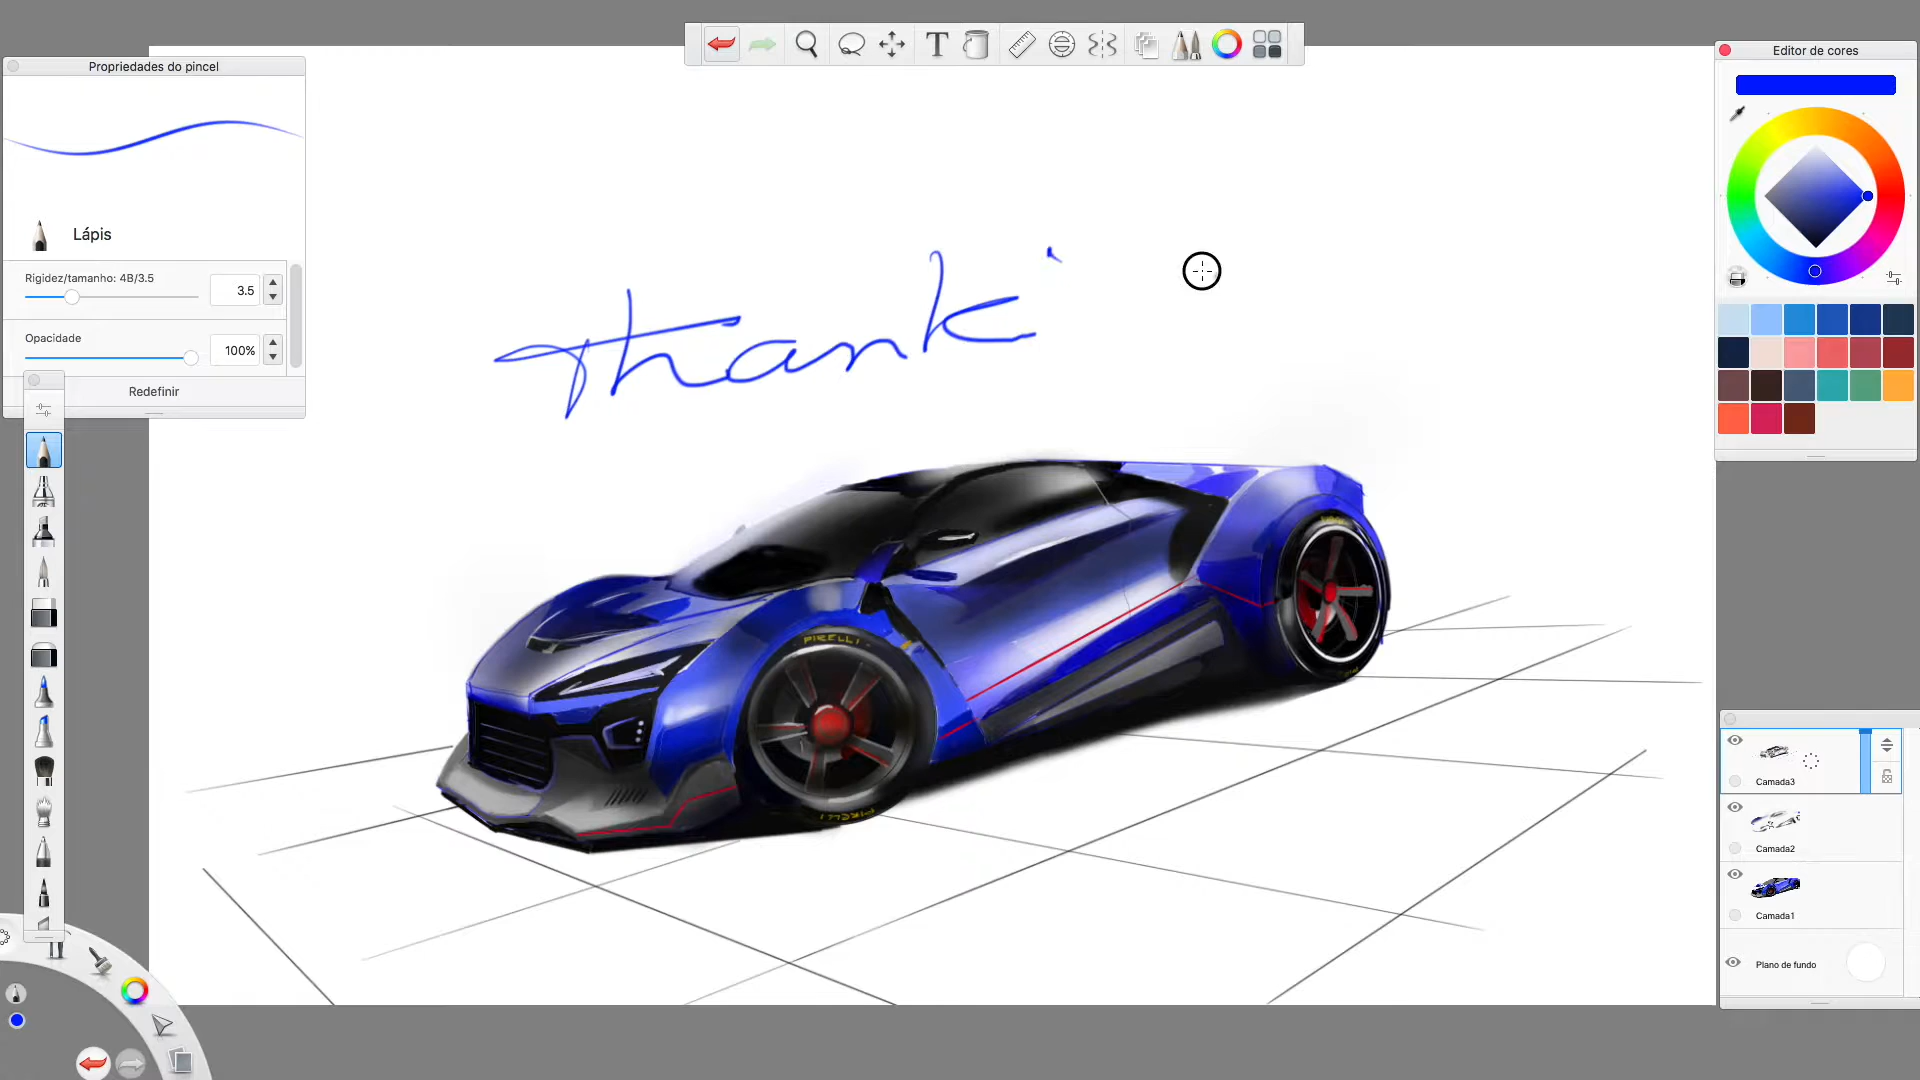 Propriedades do pincel
Editor de cores
Lápis
Rigidez/tamanho: 4B/3.5
3.5
Opacidade
100%
Redefinir
Thank
PIRELLI
PIRELLI
Camada3
Camada2
Camada1
Plano de fundo